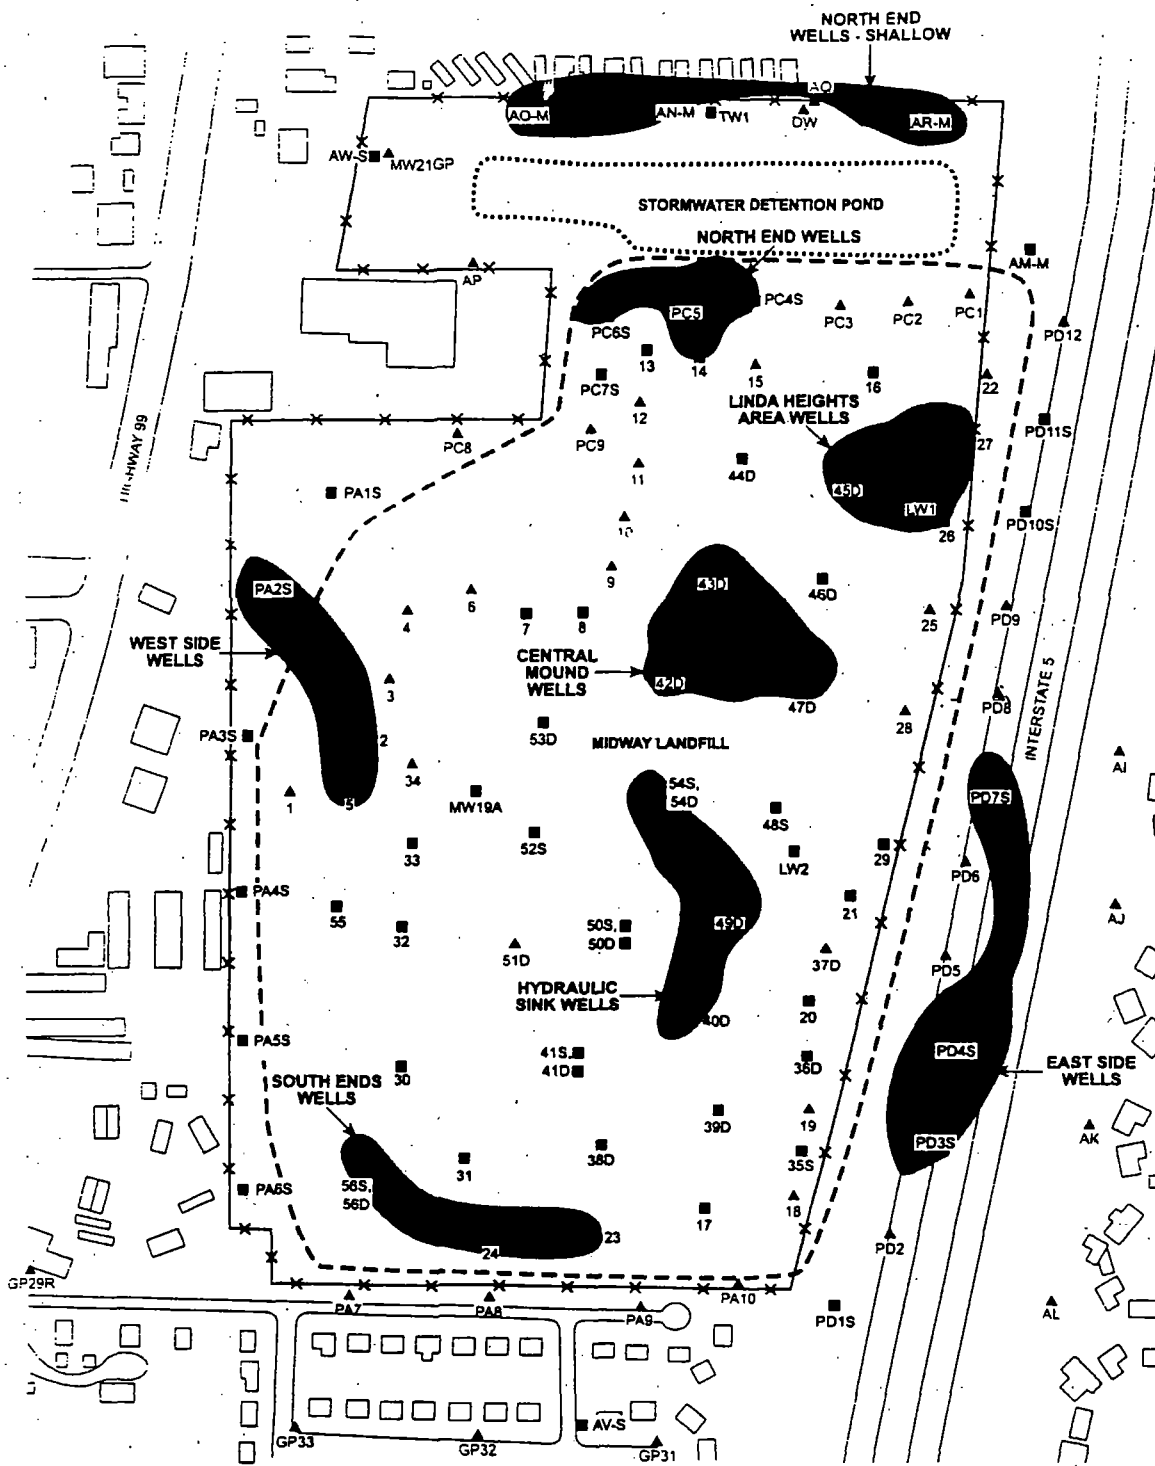 NORTH END
WELLS - SHALLOW
AO-M
AN-M
TW1
AQ
DW
AR-M
AW-S
MW21GP
STORMWATER DETENTION POND
NORTH END WELLS
AM-M
AP
PC6S
PC5
PC4S
PC3
PC2
PC1
PD12
13
14
15
16
22
PC7S
12
LINDA HEIGHTS
AREA WELLS
HIGHWAY 99
PC8
PC9
27
PD11S
11
44D
45D
LW1
PA1S
10
26
PD10S
9
43D
46D
PA2S
6
4
7
8
25
PD9
WEST SIDE
WELLS
CENTRAL
MOUND
WELLS
3
42D
47D
28
PD8
INTERSTATE 5
PA3S
2
53D
MIDWAY LANDFILL
34
AI
1
5
MW19A
54S,
54D
48S
PD7S
33
52S
LW2
29
PD6
PA4S
55
32
50S,
50D
49D
21
AJ
51D
37D
PD5
HYDRAULIC
SINK WELLS
40D
20
PA5S
41S,
41D
36D
PD4S
EAST SIDE
WELLS
30
SOUTH ENDS
WELLS
39D
19
AK
38D
35S
PD3S
31
PA6S
56S,
56D
17
18
23
24
PD2
GP29R
PA7
PA8
PA9
PA10
PD1S
AL
GP33
GP32
AV-S
GP31